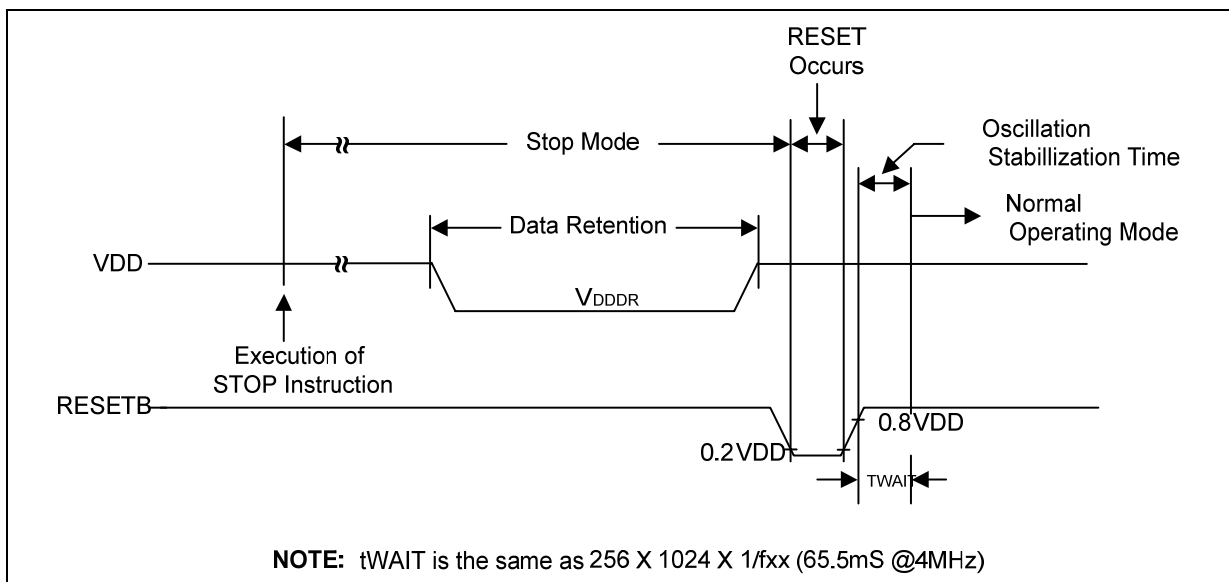 RESET
Occurs
Stop Mode
Oscillation
Stabillization Time
Normal
Operating Mode
Data Retention
VDD
VDDDR
Execution of
STOP Instruction
RESETB
0.8VDD
0.2VDD
TWAIT
NOTE: tWAIT is the same as 256 X 1024 X 1/fxx (65.5mS @4MHz)